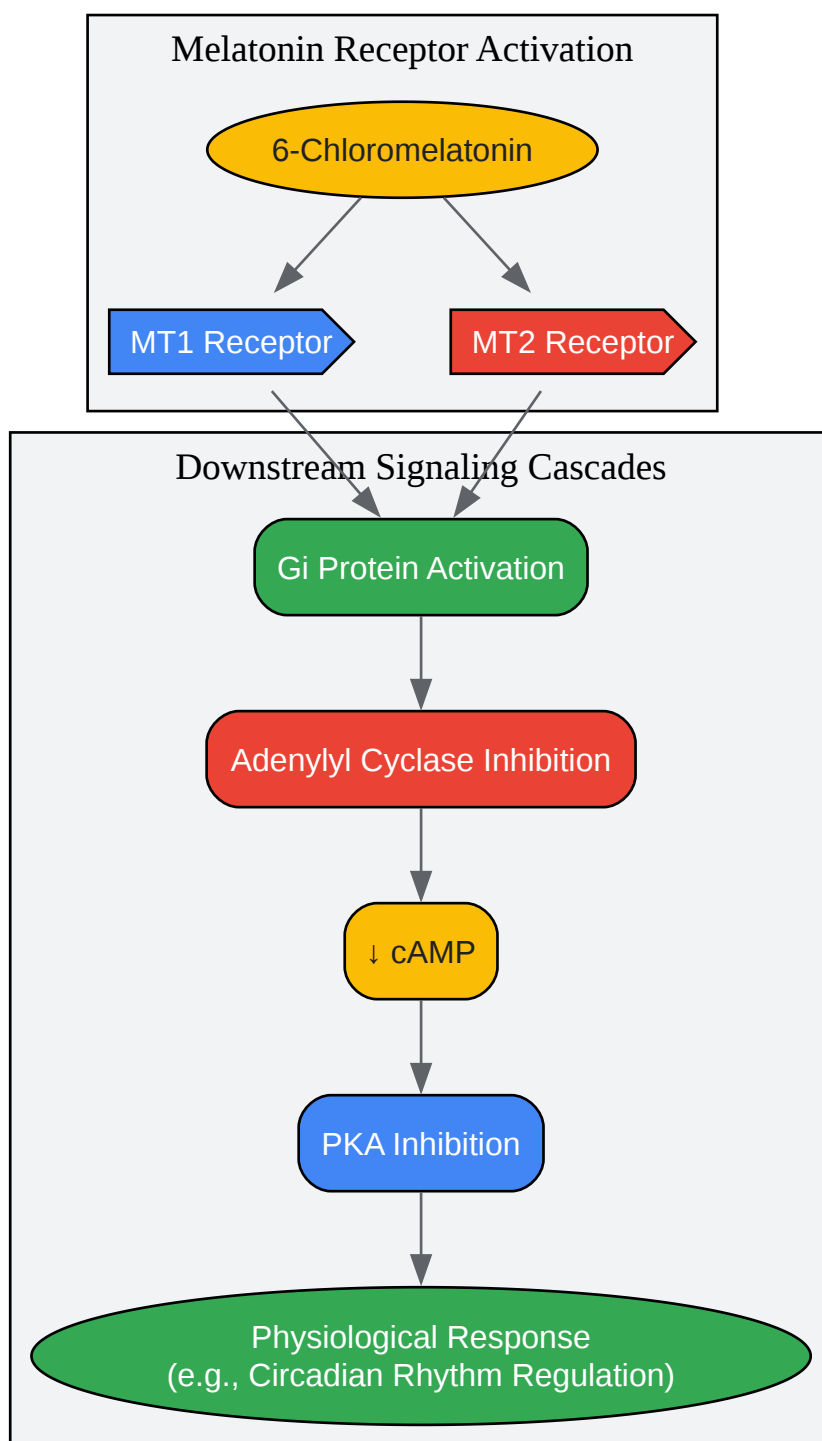 Melatonin Receptor Activation
6-Chloromelatonin
MT1 Receptor
MT2 Receptor
Downstream Signaling Cascades
Gi Protein Activation
Adenylyl Cyclase Inhibition
↓ cAMP
PKA Inhibition
Physiological Response
(e.g., Circadian Rhythm Regulation)